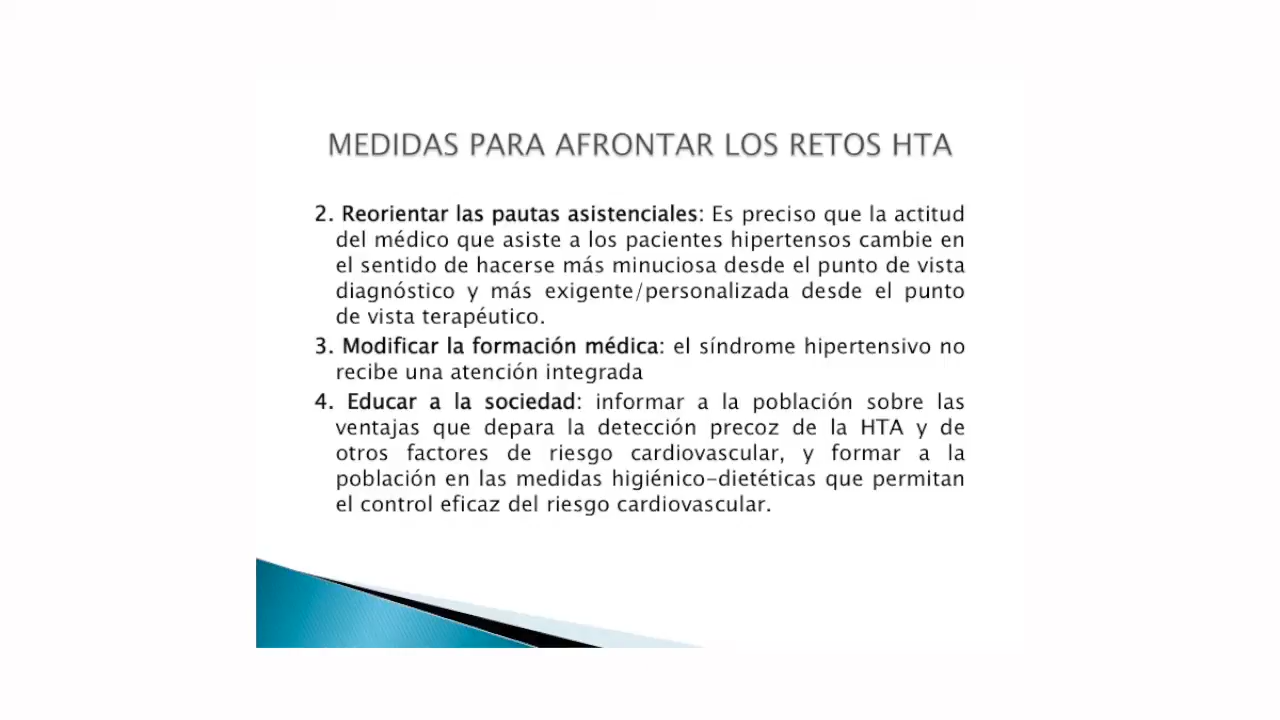 MEDIDAS PARA AFRONTAR LOS RETOS HTA
2. Reorientar las pautas asistenciales: Es preciso que la actitud
del médico que asiste a los pacientes hipertensos cambie en
el sentido de hacerse más minuciosa desde el punto de vista
diagnóstico y más exigente/personalizada desde el punto
de vista terapéutico.
3. Modificar la formación médica: el síndrome hipertensivo no
recibe una atención integrada
4. Educar a la sociedad: informar a la población sobre las
ventajas que depara la detección precoz de la HTA y de
otros factores de riesgo cardiovascular, y formar a la
población en las medidas higiénico-dietéticas que permitan
el control eficaz del riesgo cardiovascular.